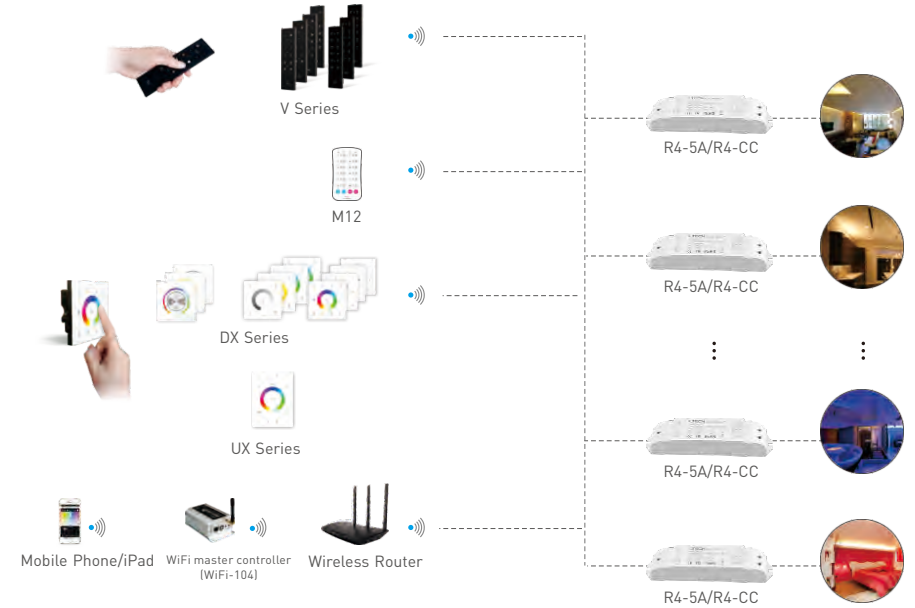 V Series
R4-5A/R4-CC
M12
R4-5A/R4-CC
DX Series
UX Series
R4-5A/R4-CC
Mobile Phone/iPad
WiFi master controller
(WiFi-104)
Wireless Router
R4-5A/R4-CC